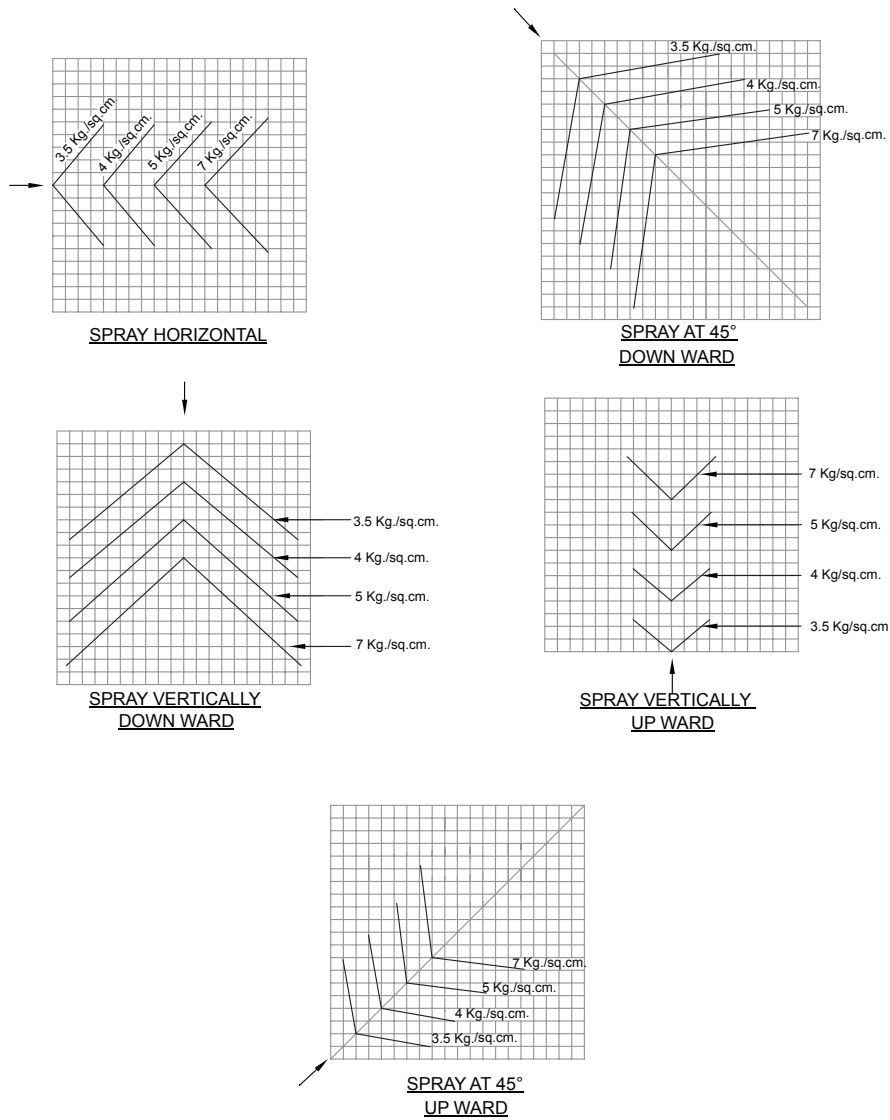 3.5 Kg./sq.cm.
4 Kg./sq.cm.
5 Kg./sq.cm.
7 Kg./sq.cm.
SPRAY HORIZONTAL
3.5 Kg./sq.cm.
4 Kg./sq.cm.
5 Kg./sq.cm.
7 Kg./sq.cm.
SPRAY AT 45°
DOWN WARD
3.5 Kg./sq.cm.
4 Kg./sq.cm.
5 Kg./sq.cm.
7 Kg./sq.cm.
SPRAY VERTICALLY
DOWN WARD
7 Kg/sq.cm.
5 Kg/sq.cm.
4 Kg/sq.cm.
3.5 Kg/sq.cm
SPRAY VERTICALLY
UP WARD
7 Kg./sq.cm.
5 Kg./sq.cm.
4 Kg./sq.cm.
3.5 Kg./sq.cm.
SPRAY AT 45°
UP WARD